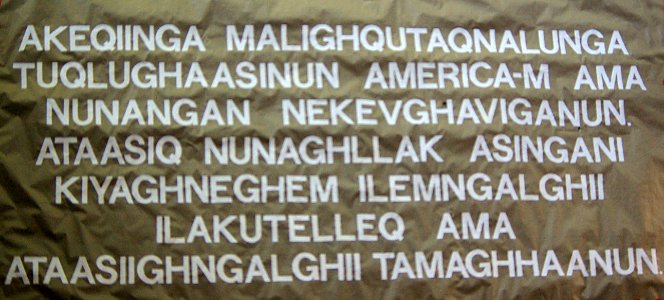 AKEQIINGA MALIGHQUTAQNALUNGA
TUQLUGHAASINUN AMERICA-M AMA
NUNANGAN NEKEVGHAVIGANUN.
ATAASIQ NUNAGHLLAK ASINGANI
KIYAGHNEGHEM ILEMNGALGHII
ILAKUTELLEQ AMA
ATAASIIGHNGALGHII TAMAGHHAANUN.